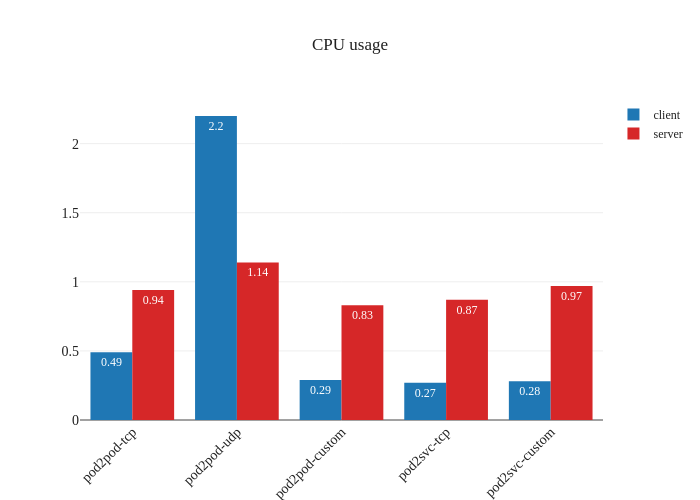 CPU usage
client
server
2
1.5
1
0.5
0
0.49
0.94
2.2
1.14
0.29
0.83
0.27
0.87
0.28
0.97
pod2pod-tcp
pod2pod-udp
pod2pod-custom
pod2svc-tcp
pod2svc-custom